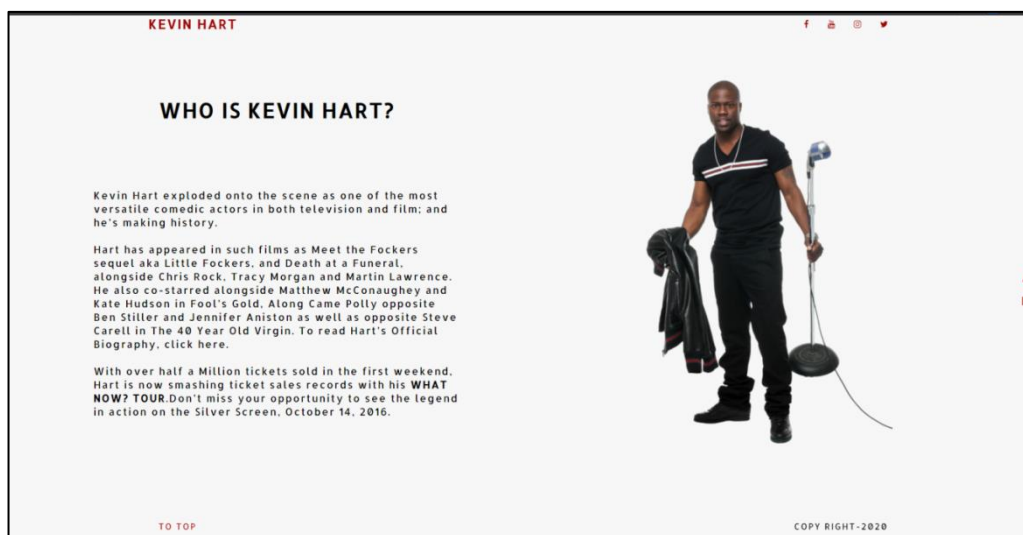 KEVIN HART
WHO IS KEVIN HART?
Kevin Hart exploded onto the scene as one of the most
versatile comedic actors in both television and film; and
he's making history.
Hart has appeared in such films as Meet the Fockers
sequel aka Little Fockers, and Death at a Funeral,
alongside Chris Rock, Tracy Morgan and Martin Lawrence.
He also co-starred alongside Matthew McConaughey and
Kate Hudson in Fool's Gold, Along Came Polly opposite
Ben Stiller and Jennifer Aniston as well as opposite Steve
Carell in The 40 Year Old Virgin. To read Hart's Official
Biography, click here.
With over half a Million tickets sold in the first weekend,
Hart is now smashing ticket sales records with his WHAT
NOW? TOUR.Don't miss your opportunity to see the legend
in action on the Silver Screen, October 14, 2016.
TO TOP
COPY RIGHT-2020